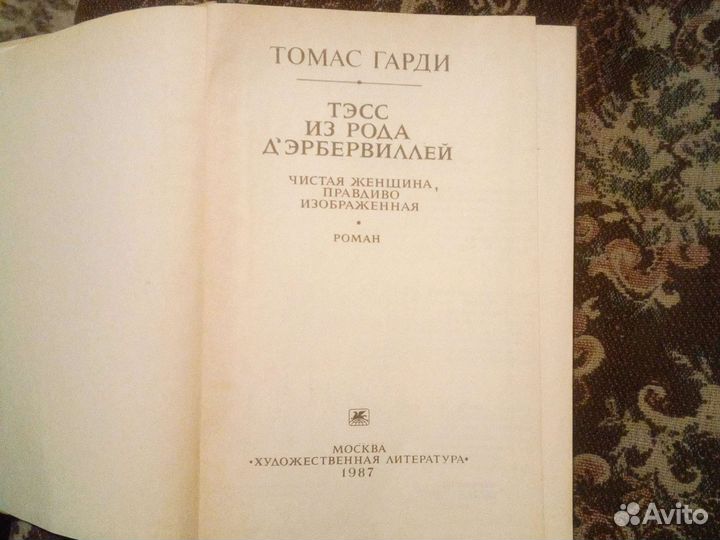 ТОМАС ГАРДИ
ТЭСС
ИЗ РОДА
Д'ЭРБЕРВИЛЛЕЙ
ЧИСТАЯ ЖЕНЩИНА,
ПРАВДИВО
ИЗОБРАЖЕННАЯ
•
РОМАН
МОСКВА
•ХУДОЖЕСТВЕННАЯ ЛИТЕРАТУРА•
1987
Avito